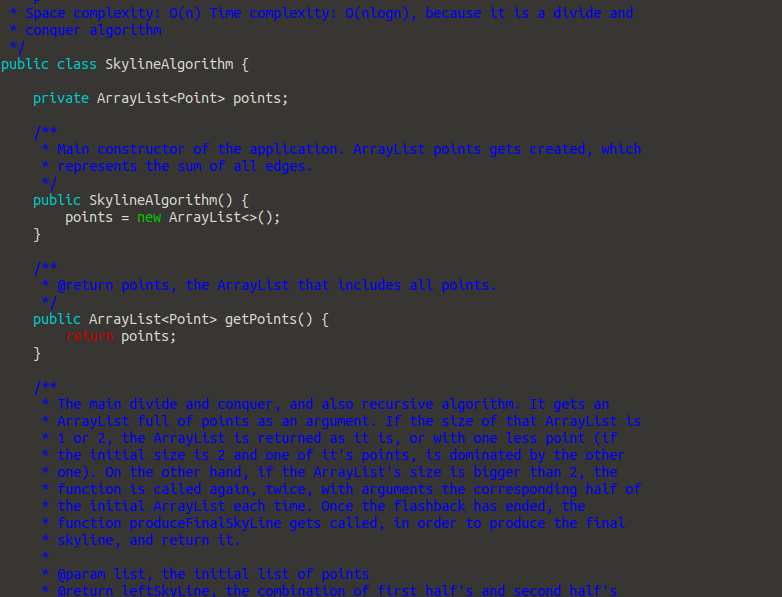 * Space complexity: O(n) Time complexity: O(nlogn), because it is a divide and
* conquer algorithm
*/
public class SkylineAlgorithm {
private ArrayList<Point> points;
/**
* Main constructor of the application. ArrayList points gets created, which
* represents the sum of all edges.
*/
public SkylineAlgorithm() {
points = new ArrayList<>();
}
/**
* @return points, the ArrayList that includes all points.
*/
public ArrayList<Point> getPoints() {
return points;
}
/**
* The main divide and conquer, and also recursive algorithm. It gets an
* ArrayList full of points as an argument. If the size of that ArrayList is
* 1 or 2, the ArrayList is returned as it is, or with one less point (if
* the initial size is 2 and one of it's points, is dominated by the other
* one). On the other hand, if the ArrayList's size is bigger than 2, the
* function is called again, twice, with arguments the corresponding half of
* the initial ArrayList each time. Once the flashback has ended, the
* function produceFinalSkyLine gets called, in order to produce the final
* skyline, and return it.
*
* @param list, the initial list of points
* @return leftSkyLine, the combination of first half's and second half's